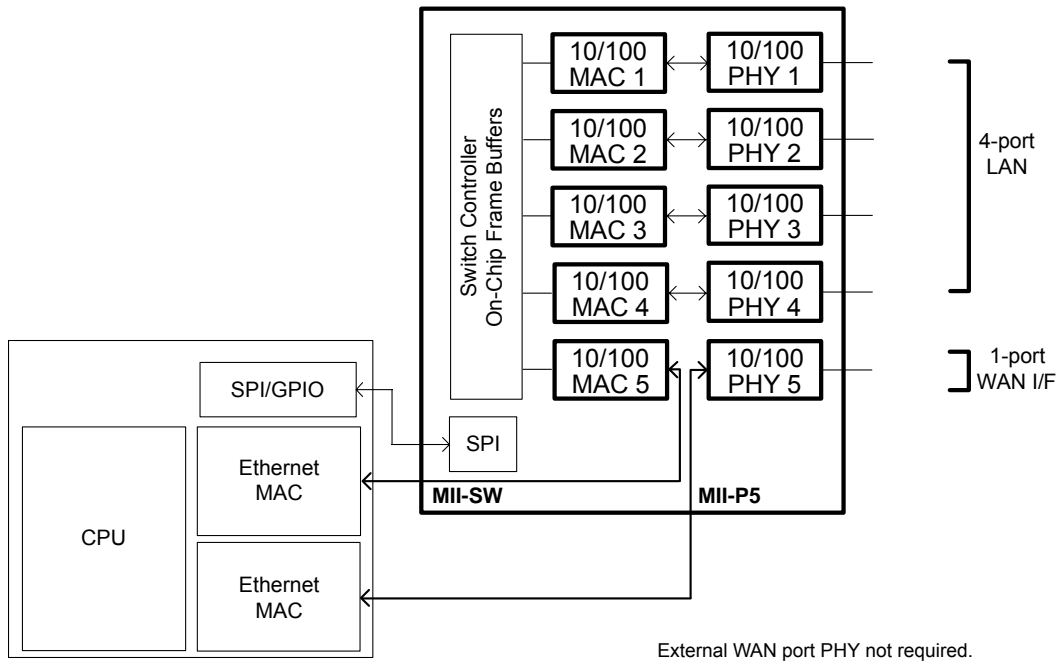 Switch Controller
On-Chip Frame Buffers
10/100
MAC 1
10/100
PHY 1
10/100
MAC 2
10/100
PHY 2
10/100
MAC 3
10/100
PHY 3
10/100
MAC 4
10/100
PHY 4
10/100
MAC 5
10/100
PHY 5
4-port
LAN
1-port
WAN I/F
SPI/GPIO
SPI
Ethernet
MAC
MII-SW
MII-P5
CPU
Ethernet
MAC
External WAN port PHY not required.